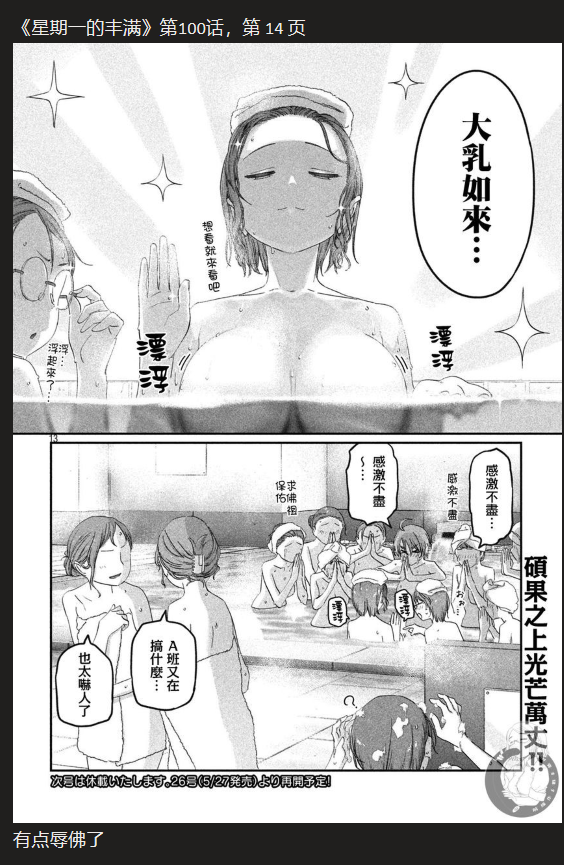 《星期一的丰满》第100话，第 14 页
大乳如來…
想看就來看吧
漂浮
漂浮
浮…
浮起來？…
13
感激不盡…
感激不盡
感激不盡
～…
求佛祖
保佑
漂浮
漂浮
おぉ…
碩果之上光芒萬丈!!
A班又在
搞什麼…
也太嚇人了
?
次号は休載いたします。26号(5/27発売)より再開予定!
有点辱佛了